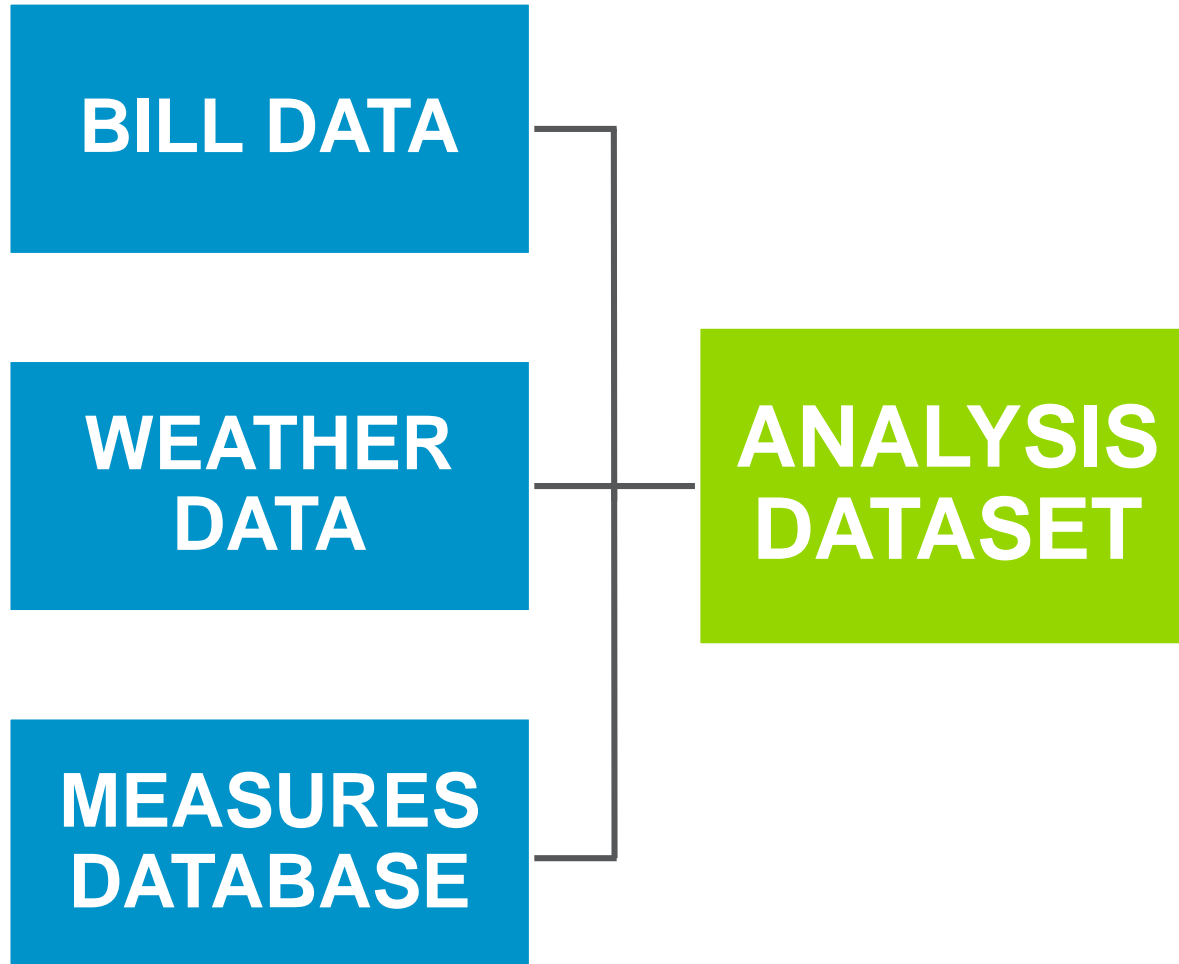 BILL DATA
WEATHER
DATA
ANALYSIS
DATASET
MEASURES
DATABASE